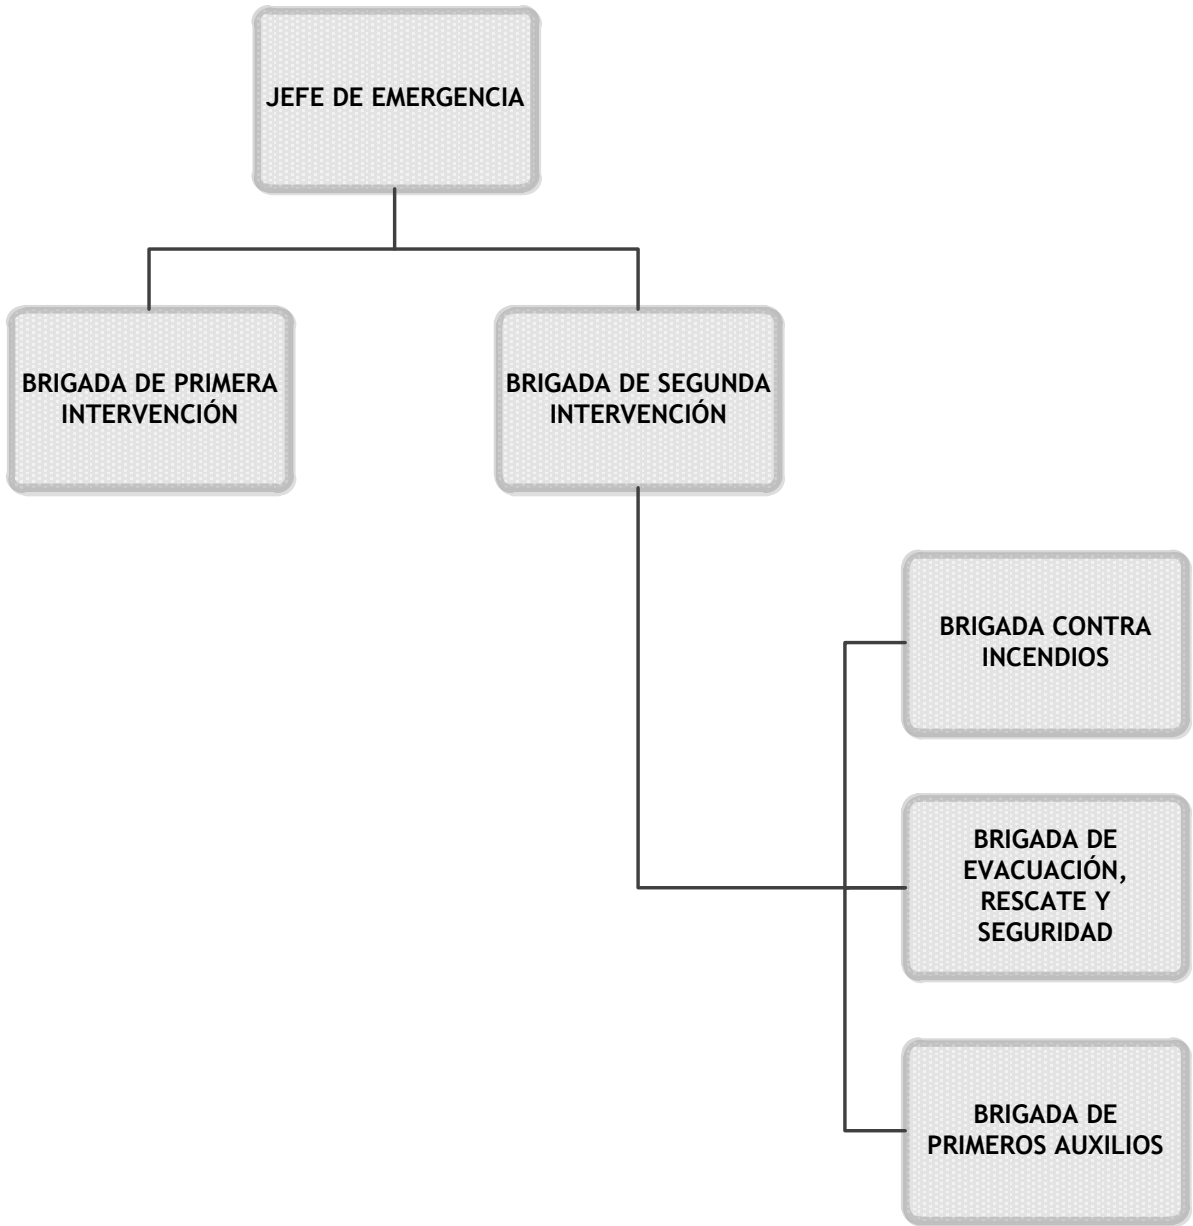 JEFE DE EMERGENCIA
BRIGADA DE PRIMERA
INTERVENCIÓN
BRIGADA DE SEGUNDA
INTERVENCIÓN
BRIGADA CONTRA
INCENDIOS
BRIGADA DE
EVACUACIÓN,
RESCATE Y
SEGURIDAD
BRIGADA DE
PRIMEROS AUXILIOS